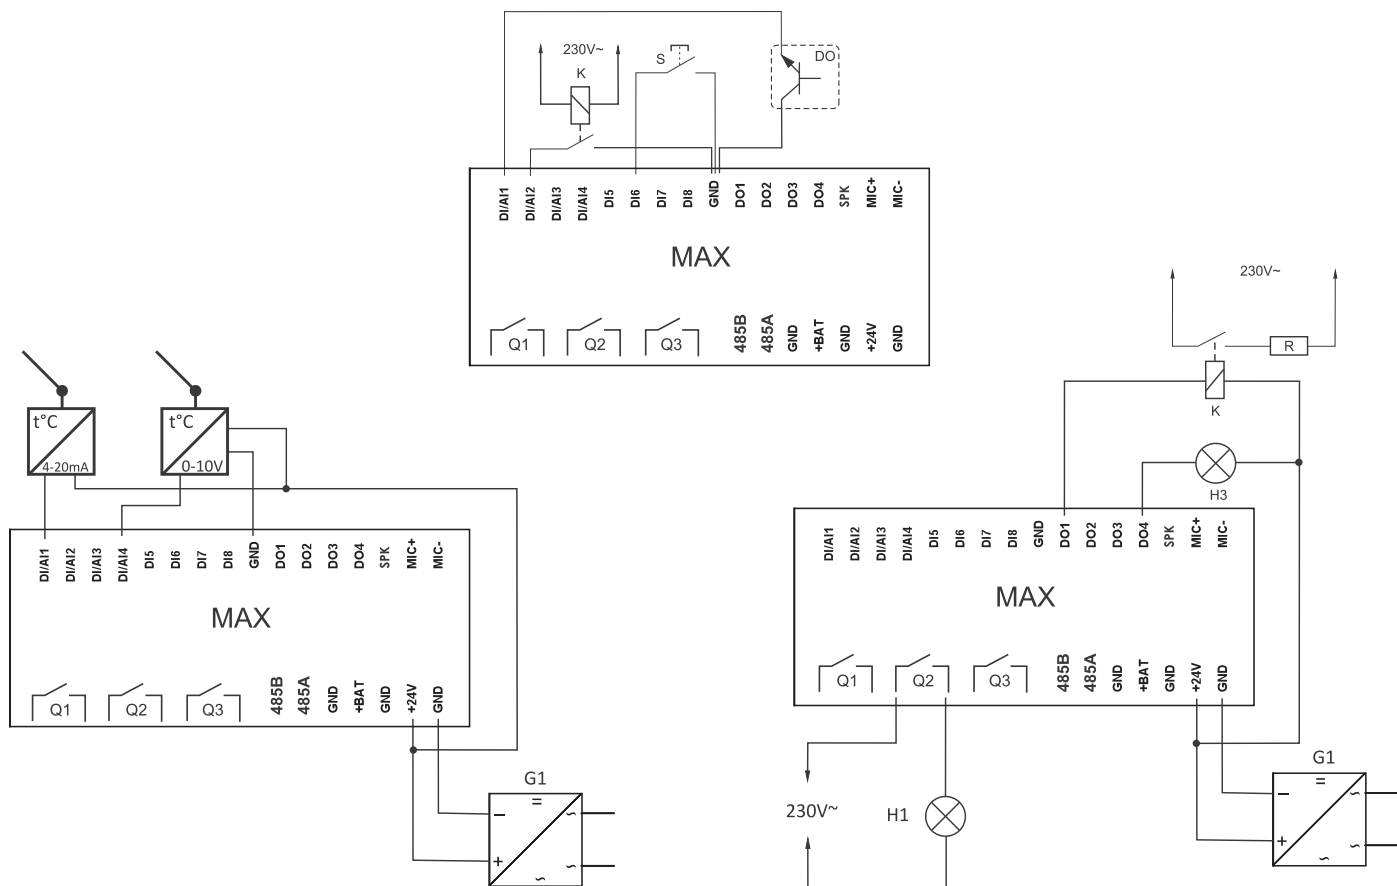 230V~
K
S
DO
DI/AI1
DI/AI2
DI/AI3
DI/AI4
DI5
DI6
DI7
DI8
GND
DO1
DO2
DO3
DO4
SPK
MIC+
MIC-
MAX
Q1
Q2
Q3
485B
485A
GND
+BAT
GND
+24V
GND
t°C
4-20mA
t°C
0-10V
DI/AI1
DI/AI2
DI/AI3
DI/AI4
DI5
DI6
DI7
DI8
GND
DO1
DO2
DO3
DO4
SPK
MIC+
MIC-
MAX
Q1
Q2
Q3
485B
485A
GND
+BAT
GND
+24V
GND
G1
=
−
+
~
~
~
230V~
R
K
H3
DI/AI1
DI/AI2
DI/AI3
DI/AI4
DI5
DI6
DI7
DI8
GND
DO1
DO2
DO3
DO4
SPK
MIC+
MIC-
MAX
Q1
Q2
Q3
485B
485A
GND
+BAT
GND
+24V
GND
230V~
H1
G1
=
−
+
~
~
~